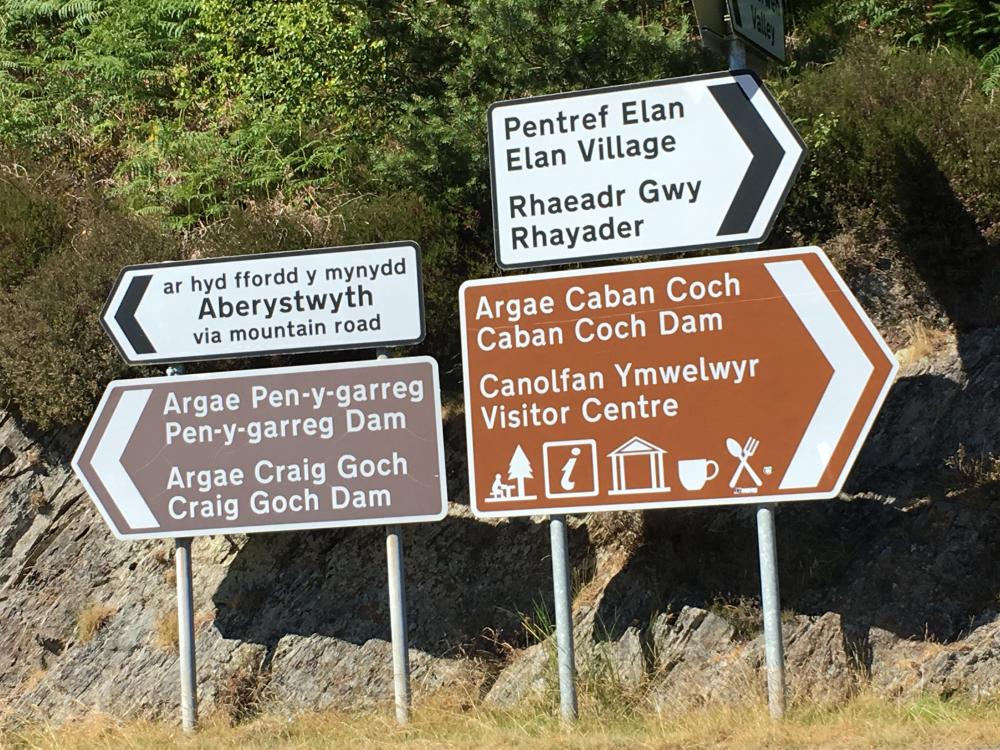 Valley
Pentref Elan
Elan Village
Rhaeadr Gwy
Rhayader
ar hyd ffordd y mynydd
Aberystwyth
via mountain road
Argae Pen-y-garreg
Pen-y-garreg Dam
Argae Craig Goch
Craig Goch Dam
Argae Caban Coch
Caban Coch Dam
Canolfan Ymwelwyr
Visitor Centre
i